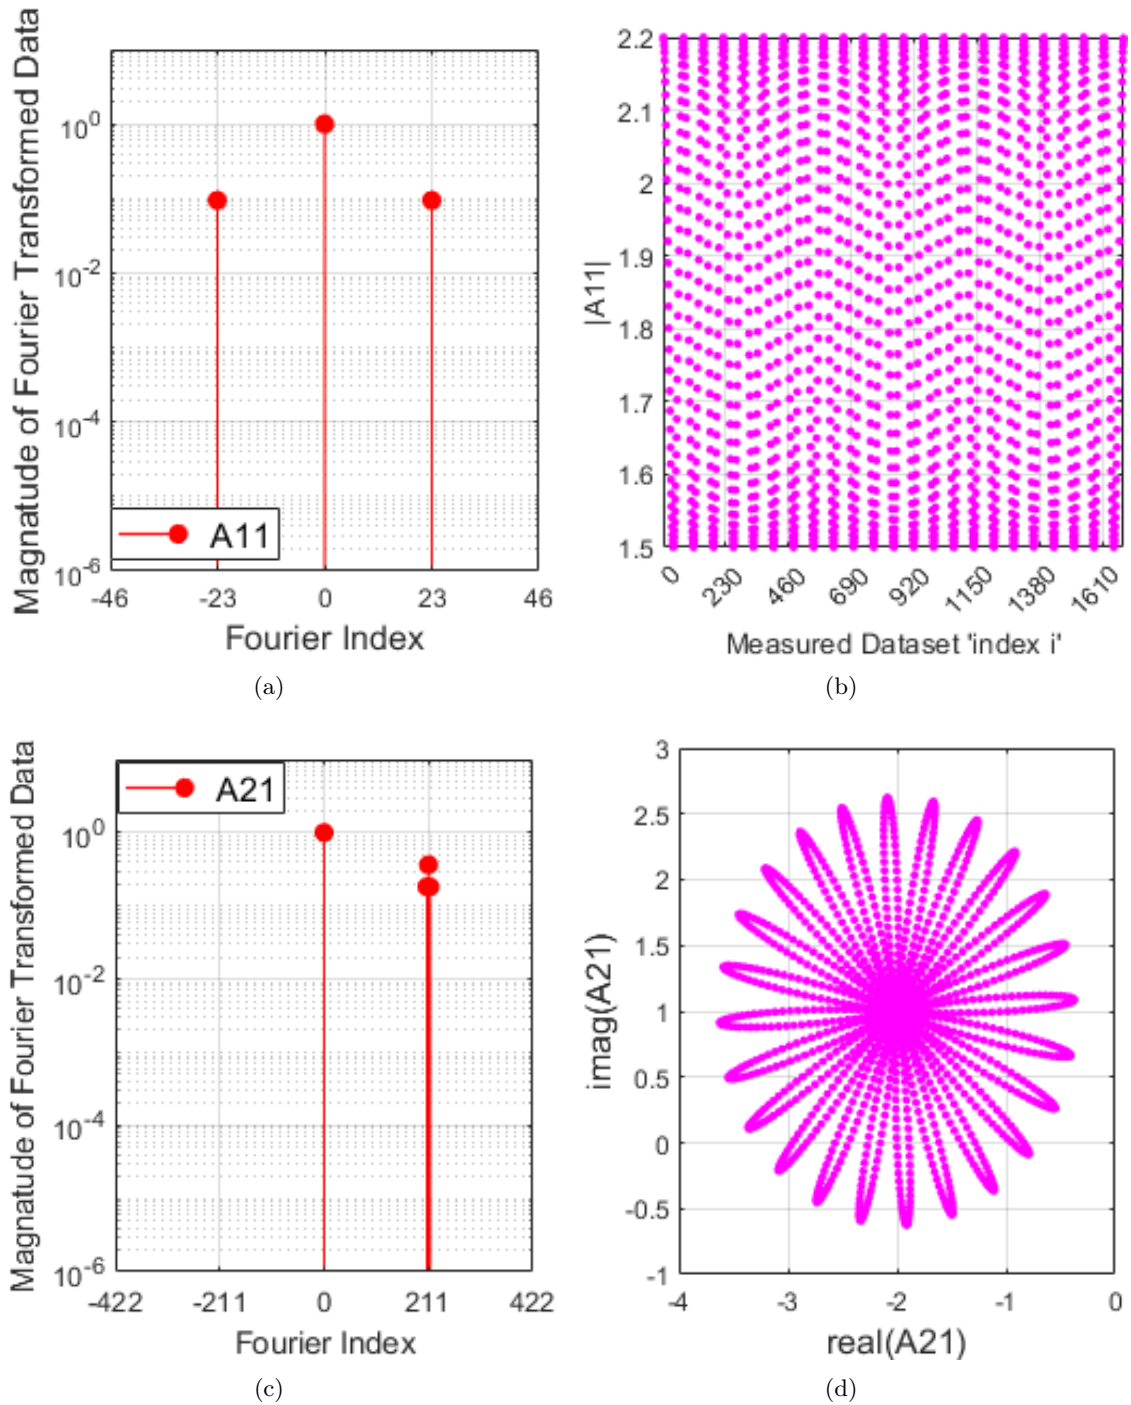 Magnatude of Fourier Transformed Data
10^0
10^-2
10^-4
10^-6
A11
-46 -23 0 23 46
Fourier Index
(a)
|A11|
2.2
2.1
2
1.9
1.8
1.7
1.6
1.5
0 230 460 690 920 1150 1380 1610
Measured Dataset 'index i'
(b)
Magnatude of Fourier Transformed Data
A21
10^0
10^-2
10^-4
10^-6
-422 -211 0 211 422
Fourier Index
(c)
imag(A21)
3
2.5
2
1.5
1
0.5
0
-0.5
-1
-4 -3 -2 -1 0
real(A21)
(d)